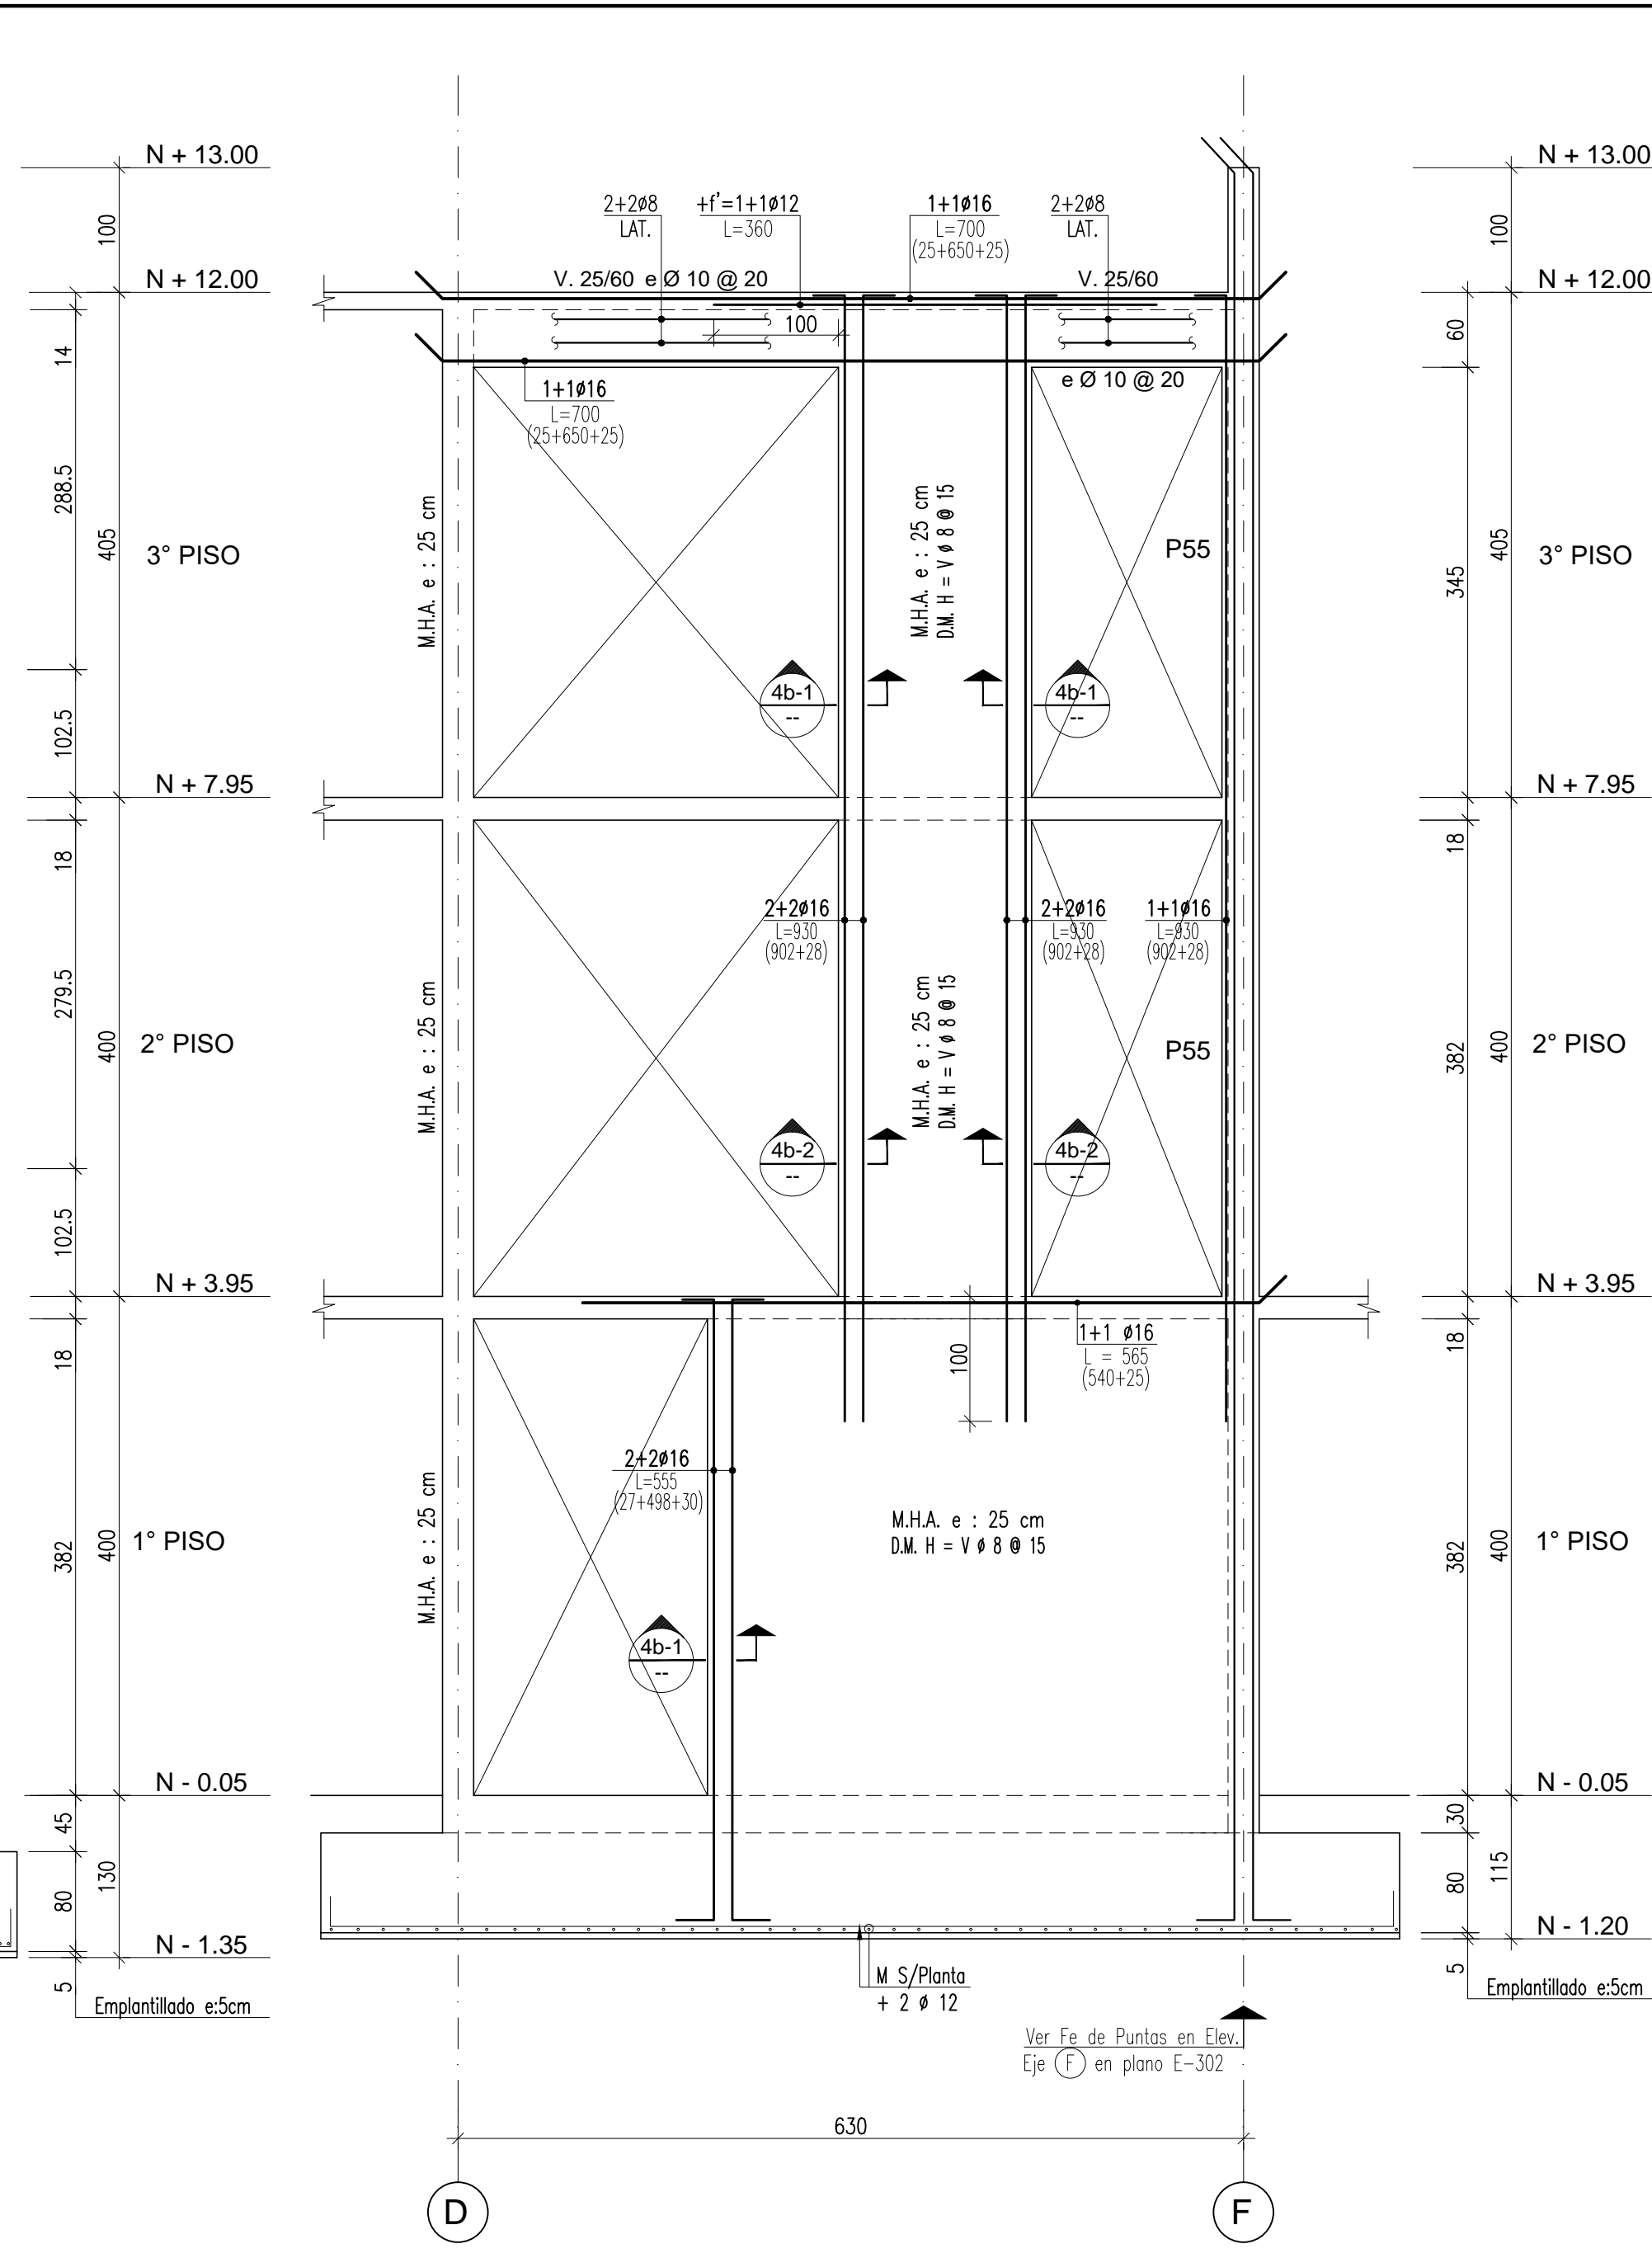 N + 13.00
N + 13.00
100
100
2+2ø8
LAT.
+f'=1+1ø12
L=360
1+1ø16
L=700
(25+650+25)
2+2ø8
LAT.
N + 12.00
N + 12.00
V. 25/60 e Ø 10 @ 20
V. 25/60
14
100
60
1+1ø16
L=700
(25+650+25)
e Ø 10 @ 20
288.5
405
3° PISO
M.H.A. e : 25 cm
M.H.A. e : 25 cm
D.M. H = V ø 8 @ 15
P55
345
405
3° PISO
4b-1
--
4b-1
--
102.5
N + 7.95
N + 7.95
18
18
2+2ø16
L=930
(902+28)
2+2ø16
L=930
(902+28)
1+1ø16
L=930
(902+28)
279.5
400
2° PISO
M.H.A. e : 25 cm
M.H.A. e : 25 cm
D.M. H = V ø 8 @ 15
P55
382
400
2° PISO
4b-2
--
4b-2
--
102.5
N + 3.95
N + 3.95
18
100
1+1 ø16
L = 565
(540+25)
18
2+2ø16
L=555
(27+498+30)
382
400
1° PISO
M.H.A. e : 25 cm
M.H.A. e : 25 cm
D.M. H = V ø 8 @ 15
382
400
1° PISO
4b-1
--
N - 0.05
N - 0.05
45
30
130
115
80
80
N - 1.35
N - 1.20
5
5
Emplantillado e:5cm
M S/Planta
+ 2 ø 12
Emplantillado e:5cm
Ver Fe de Puntas en Elev.
Eje F en plano E-302
630
D
F